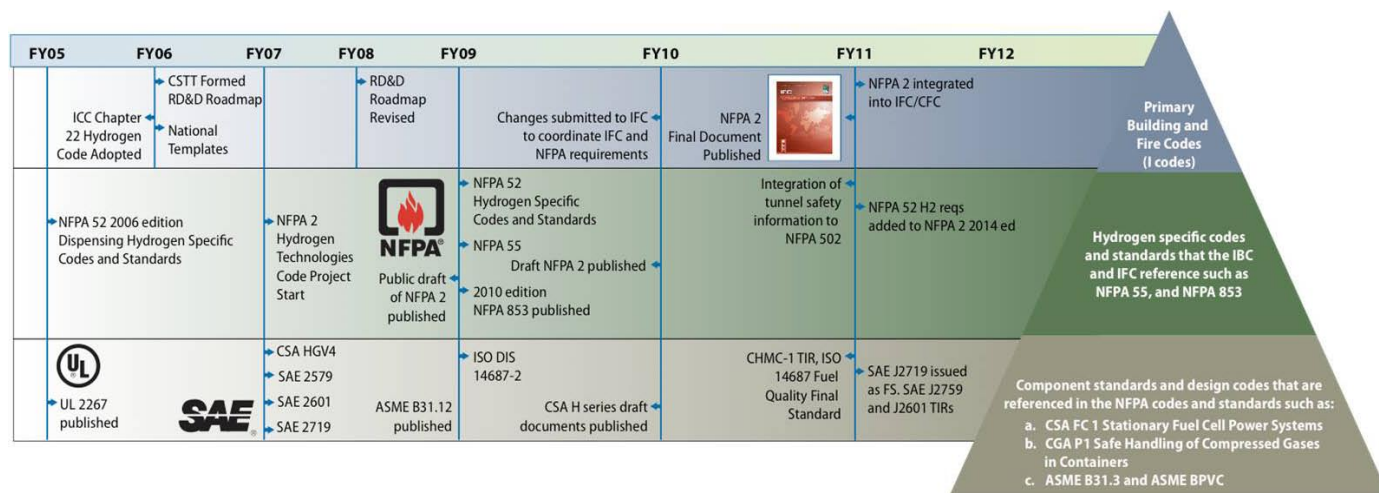 FY05
FY06
FY07
FY08
FY09
FY10
FY11
FY12
ICC Chapter
22 Hydrogen
Code Adopted
CSTT Formed
RD&D Roadmap
National
Templates
RD&D
Roadmap
Revised
Changes submitted to IFC
to coordinate IFC and
NFPA requirements
NFPA 2
Final Document
Published
NFPA 2 integrated
into IFC/CFC
Primary
Building and
Fire Codes
(I codes)
NFPA 52 2006 edition
Dispensing Hydrogen Specific
Codes and Standards
NFPA 2
Hydrogen
Technologies
Code Project
Start
NFPA®
Public draft
of NFPA 2
published
NFPA 52
Hydrogen Specific
Codes and Standards
NFPA 55
Draft NFPA 2 published
2010 edition
NFPA 853 published
Integration of
tunnel safety
information to
NFPA 502
NFPA 52 H2 reqs
added to NFPA 2 2014 ed
Hydrogen specific codes
and standards that the IBC
and IFC reference such as
NFPA 55, and NFPA 853
UL
UL 2267
published
SAE®
CSA HGV4
SAE 2579
SAE 2601
SAE 2719
ASME B31.12
published
ISO DIS
14687-2
CSA H series draft
documents published
CHMC-1 TIR, ISO
14687 Fuel
Quality Final
Standard
SAE J2719 issued
as FS. SAE J2759
and J2601 TIRs
Component standards and design codes that are
referenced in the NFPA codes and standards such as:
a. CSA FC 1 Stationary Fuel Cell Power Systems
b. CGA P1 Safe Handling of Compressed Gases
in Containers
c. ASME B31.3 and ASME BPVC